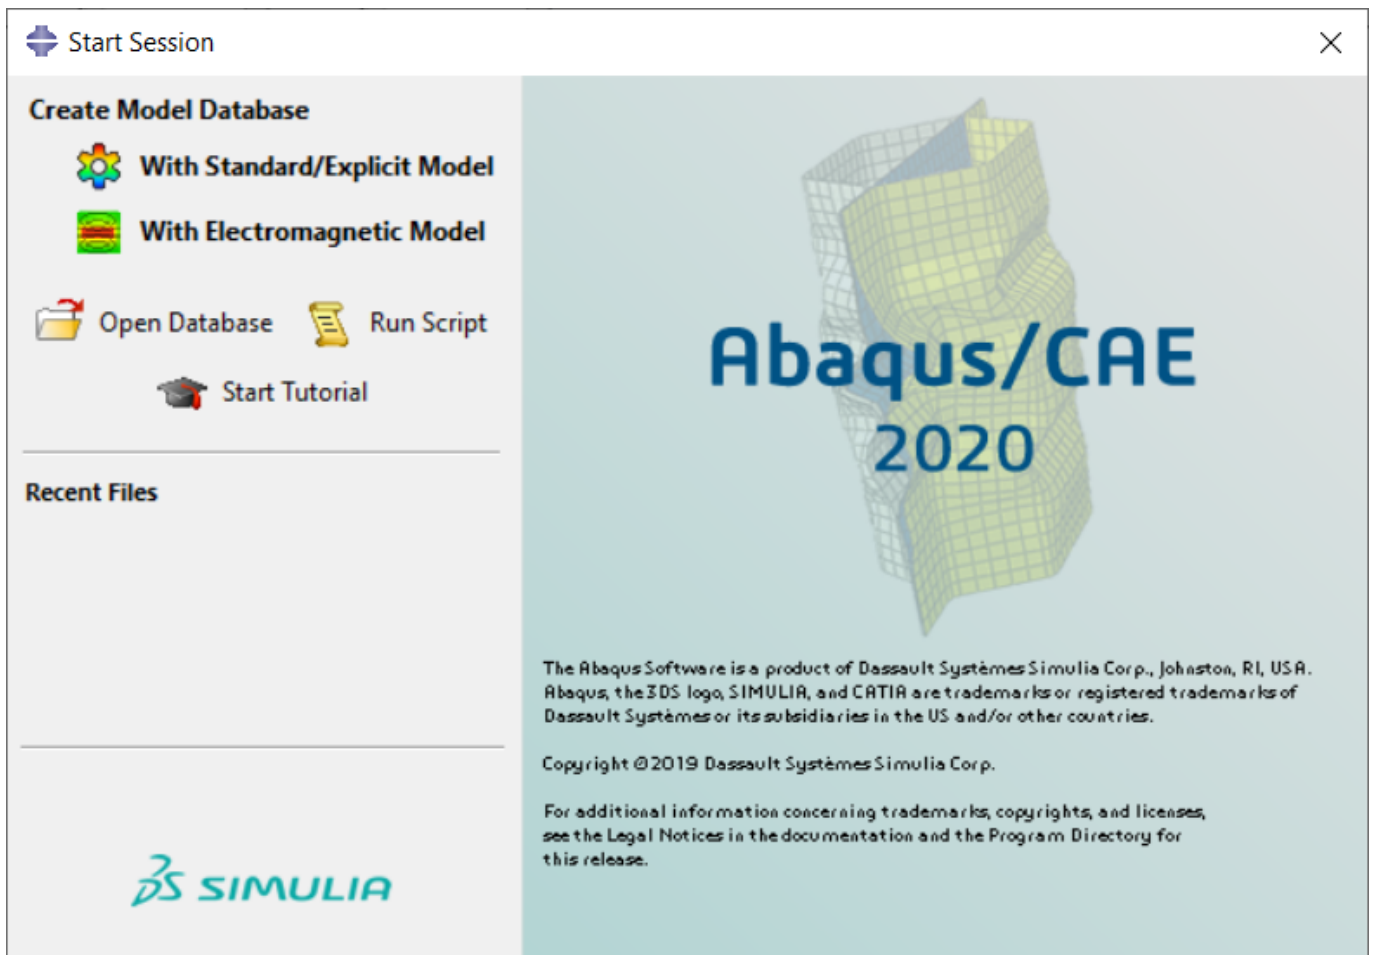 Start Session
Create Model Database
With Standard/Explicit Model
With Electromagnetic Model
Open Database
Run Script
Start Tutorial
Recent Files
SIMULIA
Abaqus/CAE
2020
The Abaqus Software is a product of Dassault Systèmes Simulia Corp., Johnston, RI, USA.
Abaqus, the 3DS logo, SIMULIA, and CATIA are trademarks or registered trademarks of
Dassault Systèmes or its subsidiaries in the US and/or other countries.
Copyright ©2019 Dassault Systèmes Simulia Corp.
For additional information concerning trademarks, copyrights, and licenses,
see the Legal Notices in the documentation and the Program Directory for
this release.